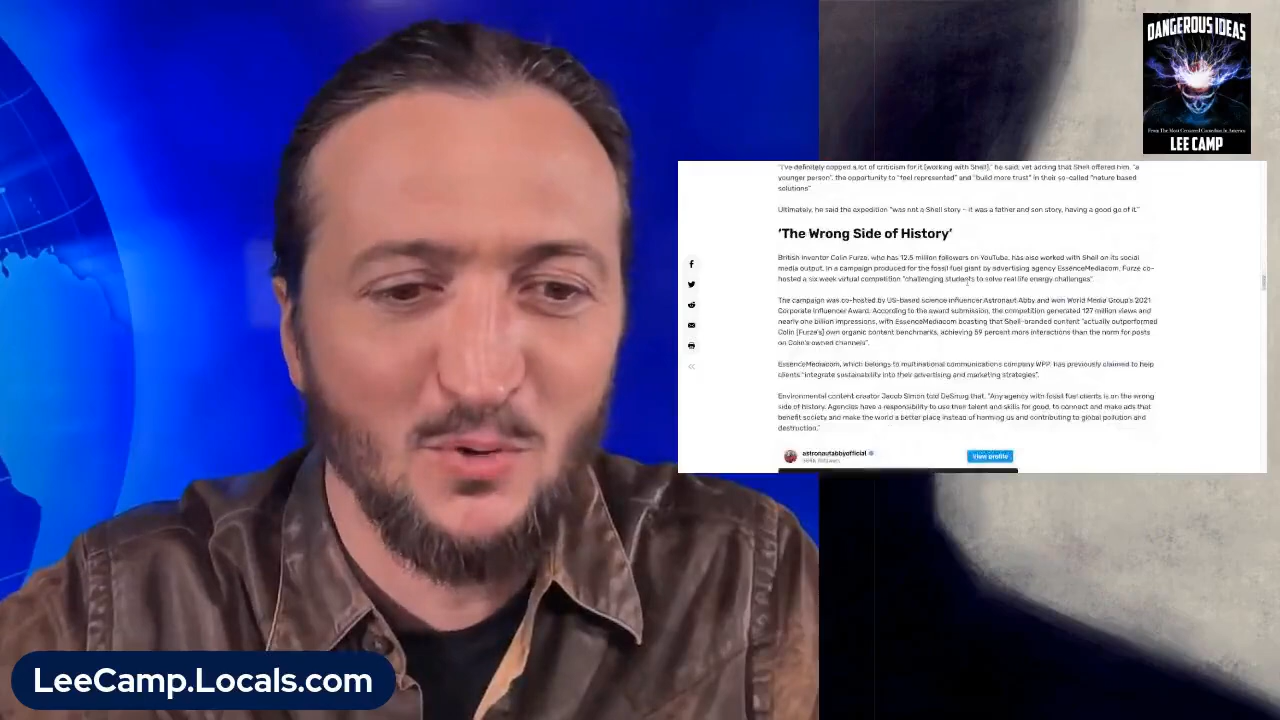 DANGEROUS IDEAS
From The Most Censored Comedian In America
LEE CAMP
"I've definitely copped a lot of criticism for it [working with Shell]," he said, yet adding that Shell offered him, "a
younger person", the opportunity to "feel represented" and "build more trust" in their so-called "nature based
solutions"
Ultimately, he said the expedition "was not a Shell story – it was a father and son story, having a good go of it."
'The Wrong Side of History'
British inventor Colin Furze, who has 12.5 million followers on YouTube, has also worked with Shell on its social
media output. In a campaign produced for the fossil fuel giant by advertising agency EssenceMediacom, Furze co-
hosted a six week virtual competition "challenging students to solve real life energy challenges".
The campaign was co-hosted by US-based science influencer Astronaut Abby and won World Media Group's 2021
Corporate Influencer Award. According to the award submission, the competition generated 127 million views and
nearly one billion impressions, with EssenceMediacom boasting that Shell-branded content "actually outperformed
Colin [Furze's] own organic content benchmarks, achieving 59 percent more interactions than the norm for posts
on Colin's owned channels".
EssenceMediacom, which belongs to multinational communications company WPP, has previously claimed to help
clients "integrate sustainability into their advertising and marketing strategies".
Environmental content creator Jacob Simon told DeSmog that, "Any agency with fossil fuel clients is on the wrong
side of history. Agencies have a responsibility to use their talent and skills for good, to connect and make ads that
benefit society and make the world a better place instead of harming us and contributing to global pollution and
destruction."
astronautabbyofficial
View profile
LeeCamp.Locals.com